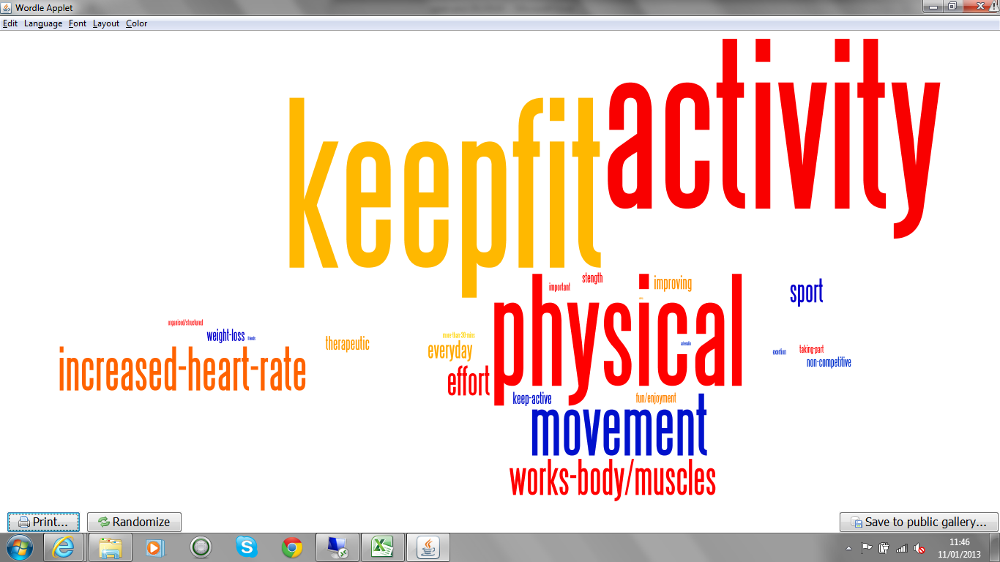 Wordle Applet
Edit Language Font Layout Color
activity
keepfit
stength
important
improving
physical
sport
organised/structured
weight-loss
friends
therapeutic
more-than-30-mins
everyday
adrenalin
exertion
taking-part
non-competitive
increased-heart-rate
effort
keep-active
fun/enjoyment
movement
works-body/muscles
Print... Randomize Save to public gallery...
11:46
11/01/2013